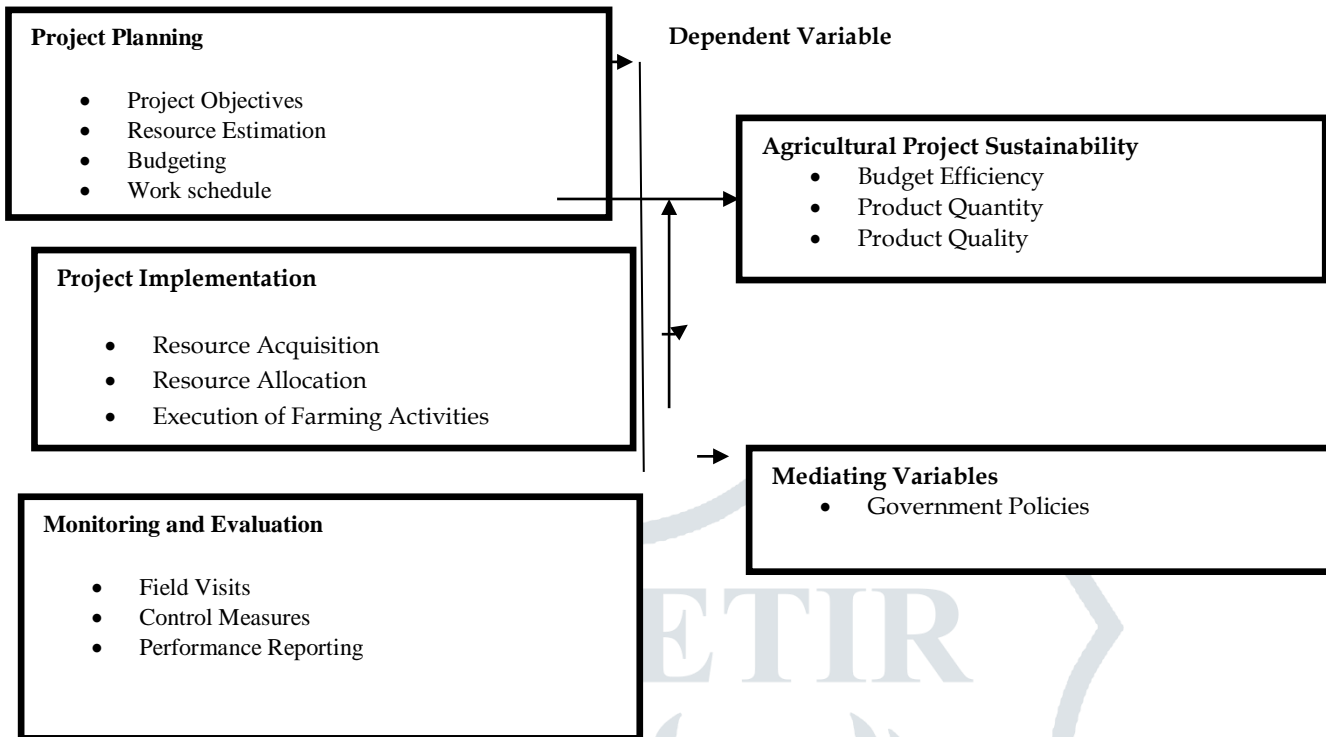 Project Planning
• Project Objectives
• Resource Estimation
• Budgeting
• Work schedule
Dependent Variable
Agricultural Project Sustainability
• Budget Efficiency
• Product Quantity
• Product Quality
Project Implementation
• Resource Acquisition
• Resource Allocation
• Execution of Farming Activities
Mediating Variables
• Government Policies
Monitoring and Evaluation
• Field Visits
• Control Measures
• Performance Reporting
ETIR